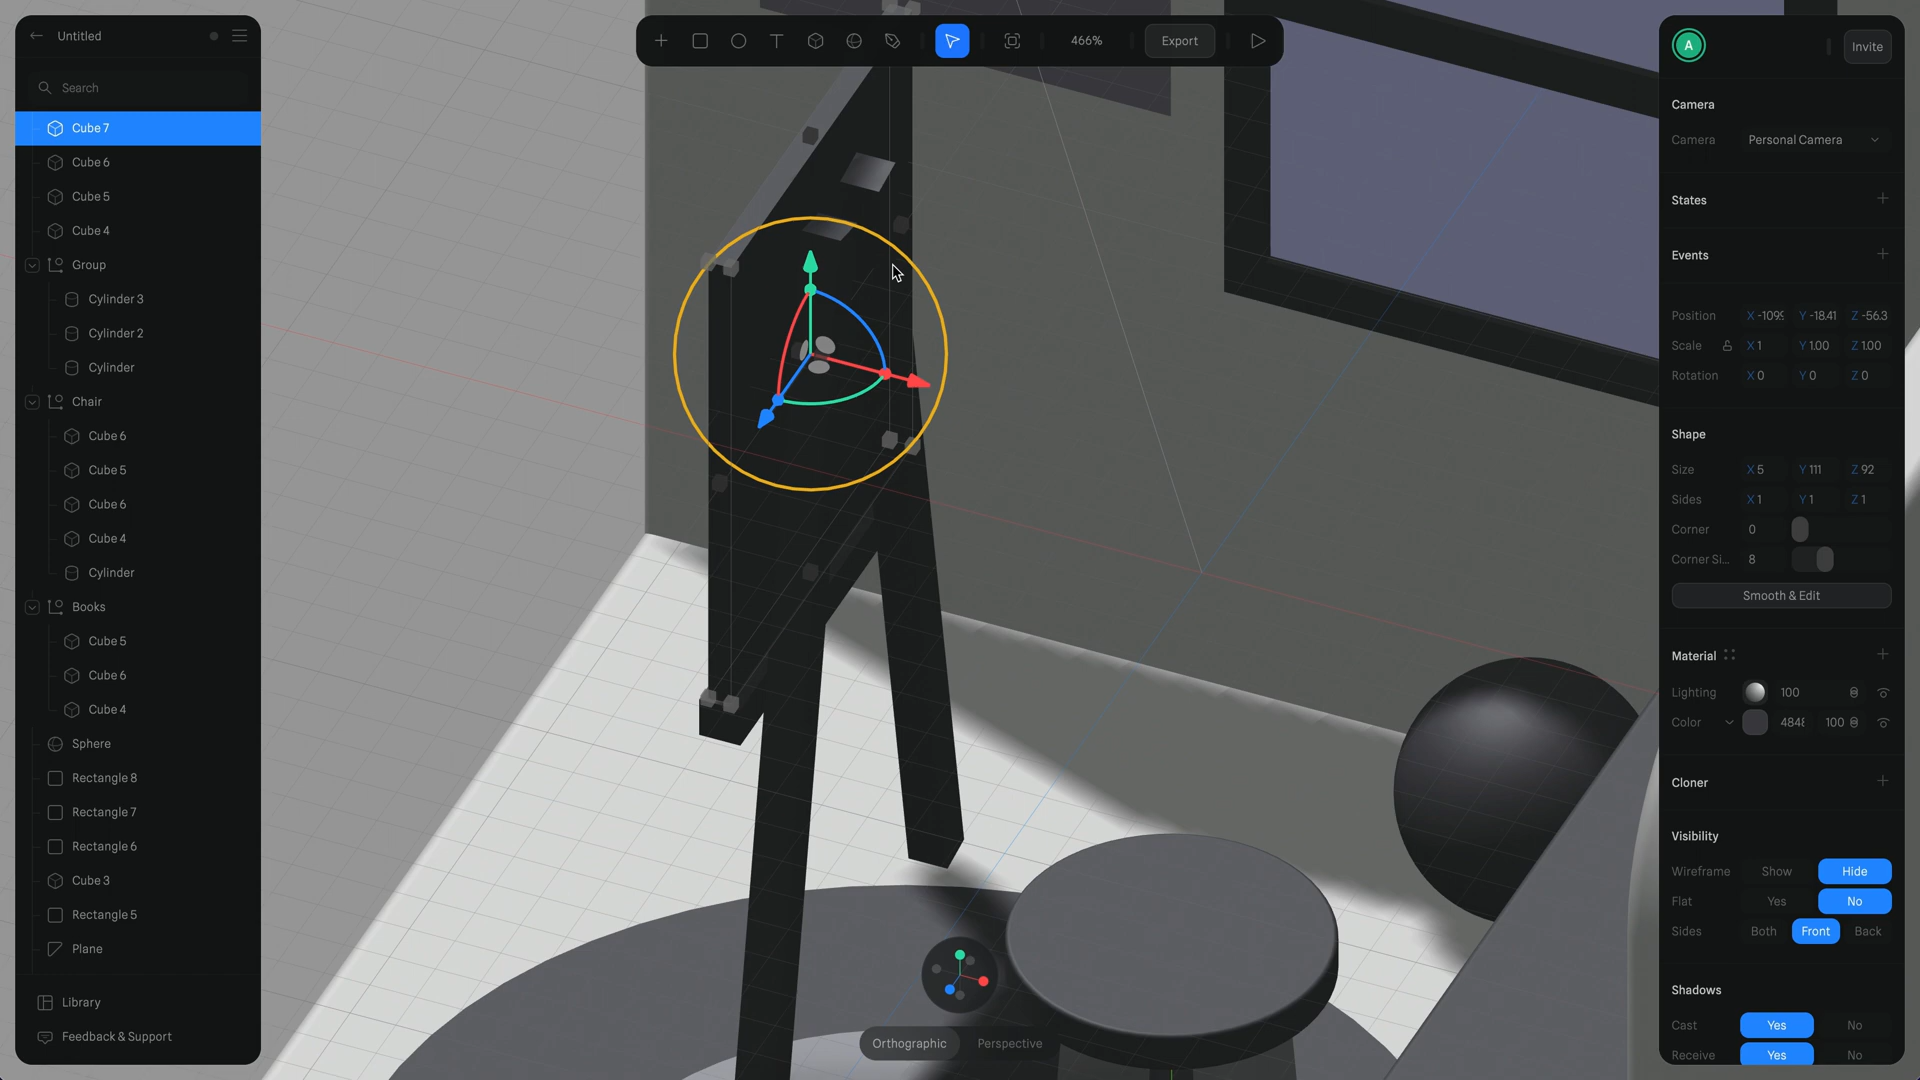 Untitled
Search
Cube 7
Cube 6
Cube 5
Cube 4
Group
Cylinder 3
Cylinder 2
Cylinder
Chair
Cube 6
Cube 5
Cube 6
Cube 4
Cylinder
Books
Cube 5
Cube 6
Cube 4
Sphere
Rectangle 8
Rectangle 7
Rectangle 6
Cube 3
Rectangle 5
Plane
Library
Feedback & Support
T
466%
Export
Orthographic
Perspective
A
Invite
Camera
Camera Personal Camera
States
Events
Position X -109. Y -18.41 Z -56.3
Scale X 1 Y 1.00 Z 1.00
Rotation X 0 Y 0 Z 0
Shape
Size X 5 Y 111 Z 92
Sides X 1 Y 1 Z 1
Corner 0
Corner Si... 8
Smooth & Edit
Material
Lighting 100
Color 4848 100
Cloner
Visibility
Wireframe Show Hide
Flat Yes No
Sides Both Front Back
Shadows
Cast Yes No
Receive Yes No